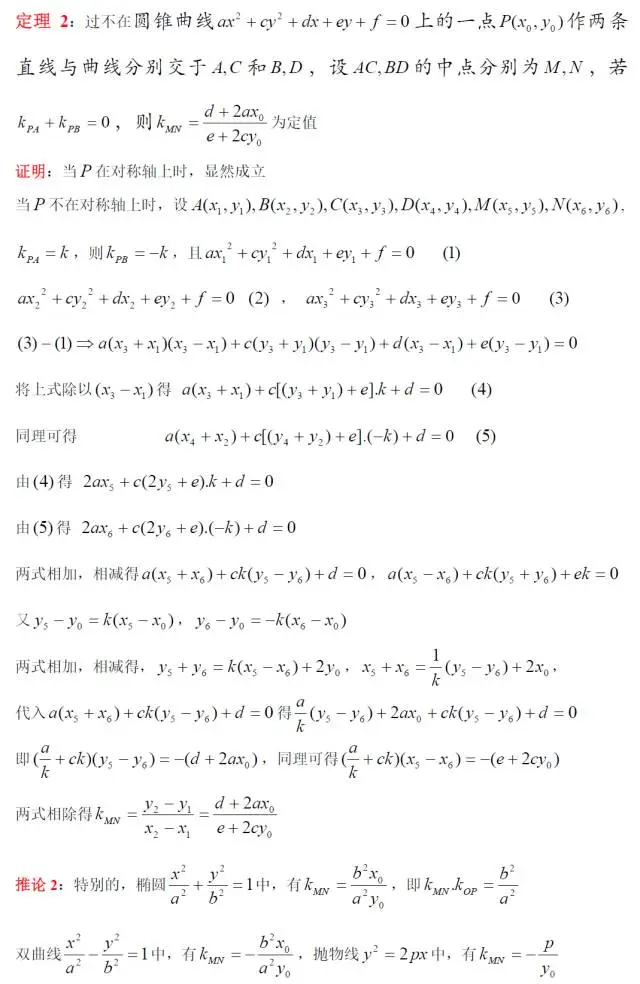 定理 2：过不在圆锥曲线 $ax^2+cy^2+dx+ey+f=0$ 上的一点 $P(x_0,y_0)$ 作两条
直线与曲线分别交于 $A,C$ 和 $B,D$，设 $AC,BD$ 的中点分别为 $M,N$，若
$k_{PA}+k_{PB}=0$，则 $k_{MN}=\frac{d+2ax_0}{e+2cy_0}$ 为定值
证明：当 $P$ 在对称轴上时，显然成立
当 $P$ 不在对称轴上时，设 $A(x_1,y_1),B(x_2,y_2),C(x_3,y_3),D(x_4,y_4),M(x_5,y_5),N(x_6,y_6)$,
$k_{PA}=k$，则 $k_{PB}=-k$，且 $ax_1^2+cy_1^2+dx_1+ey_1+f=0$ (1)
$ax_2^2+cy_2^2+dx_2+ey_2+f=0$ (2)， $ax_3^2+cy_3^2+dx_3+ey_3+f=0$ (3)
$(3)-(1)\Rightarrow a(x_3+x_1)(x_3-x_1)+c(y_3+y_1)(y_3-y_1)+d(x_3-x_1)+e(y_3-y_1)=0$
将上式除以 $(x_3-x_1)$ 得 $a(x_3+x_1)+c[(y_3+y_1)+e].k+d=0$ (4)
同理可得 $a(x_4+x_2)+c[(y_4+y_2)+e].(-k)+d=0$ (5)
由(4)得 $2ax_5+c(2y_5+e).k+d=0$
由(5)得 $2ax_6+c(2y_6+e).(-k)+d=0$
两式相加，相减得 $a(x_5+x_6)+ck(y_5-y_6)+d=0$，$a(x_5-x_6)+ck(y_5+y_6)+ek=0$
又 $y_5-y_0=k(x_5-x_0)$，$y_6-y_0=-k(x_6-x_0)$
两式相加，相减得，$y_5+y_6=k(x_5-x_6)+2y_0$，$x_5+x_6=\frac{1}{k}(y_5-y_6)+2x_0$，
代入 $a(x_5+x_6)+ck(y_5-y_6)+d=0$ 得 $\frac{a}{k}(y_5-y_6)+2ax_0+ck(y_5-y_6)+d=0$
即 $(\frac{a}{k}+ck)(y_5-y_6)=-(d+2ax_0)$，同理可得 $(\frac{a}{k}+ck)(x_5-x_6)=-(e+2cy_0)$
两式相除得 $k_{MN}=\frac{y_2-y_1}{x_2-x_1}=\frac{d+2ax_0}{e+2cy_0}$
推论 2：特别的，椭圆 $\frac{x^2}{a^2}+\frac{y^2}{b^2}=1$ 中，有 $k_{MN}=\frac{b^2x_0}{a^2y_0}$，即 $k_{MN}.k_{OP}=\frac{b^2}{a^2}$
双曲线 $\frac{x^2}{a^2}-\frac{y^2}{b^2}=1$ 中，有 $k_{MN}=-\frac{b^2x_0}{a^2y_0}$，抛物线 $y^2=2px$ 中，有 $k_{MN}=-\frac{p}{y_0}$